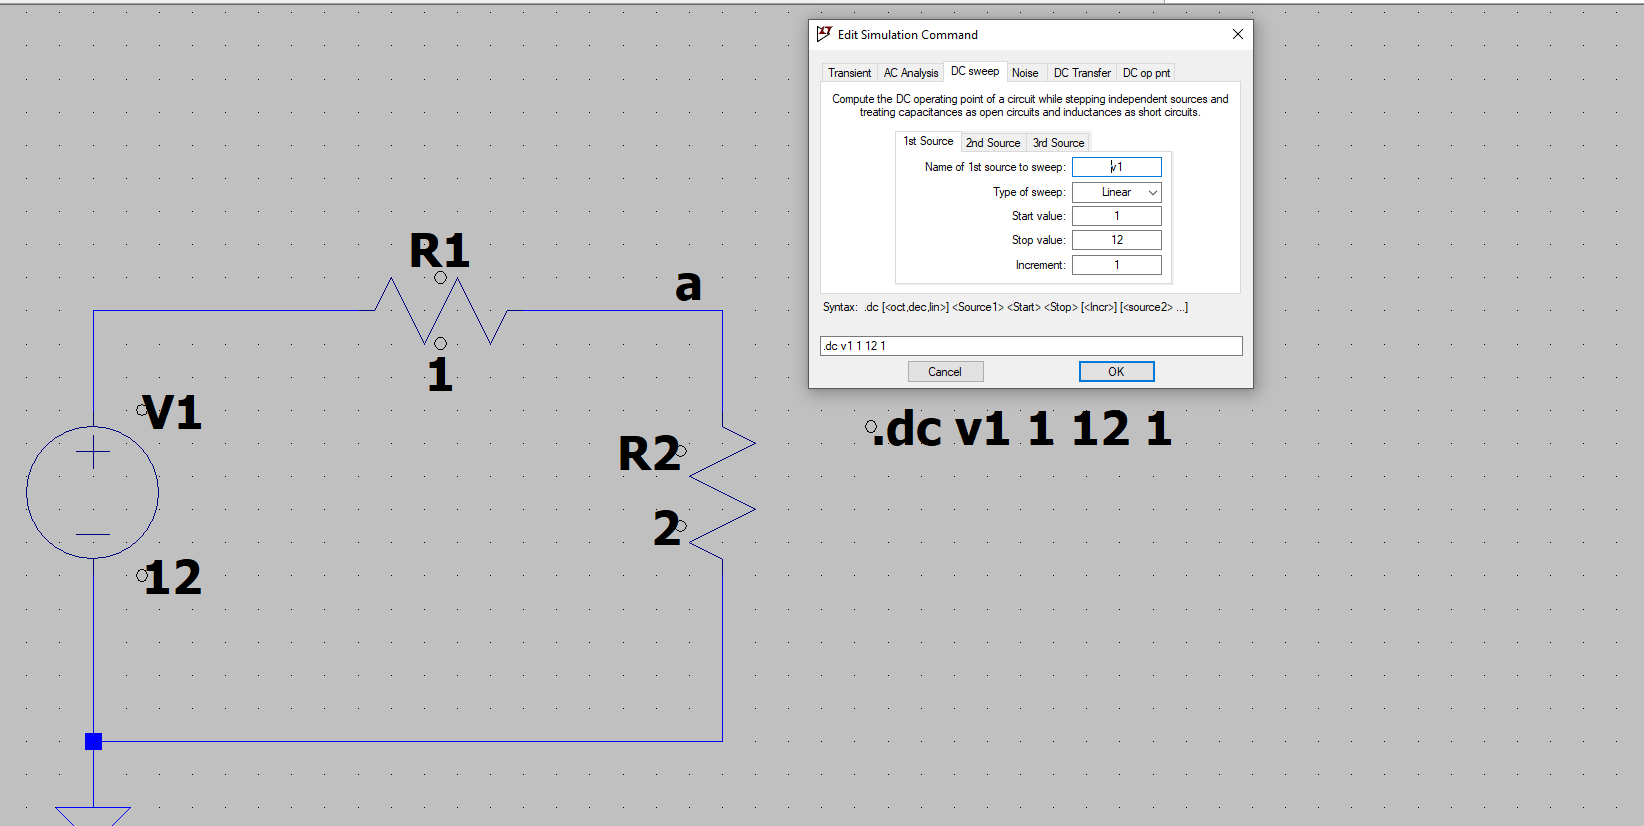 Edit Simulation Command
Transient AC Analysis DC sweep Noise DC Transfer DC op pnt
Compute the DC operating point of a circuit while stepping independent sources and
treating capacitances as open circuits and inductances as short circuits.
1st Source 2nd Source 3rd Source
Name of 1st source to sweep: v1
Type of sweep: Linear
Start value: 1
Stop value: 12
Increment: 1
Syntax: .dc [<oct,dec,lin>] <Source1> <Start> <Stop> [<Incr>] [<source2> ...]
.dc v1 1 12 1
Cancel OK
R1
a
1
V1
12
R2
2
.dc v1 1 12 1